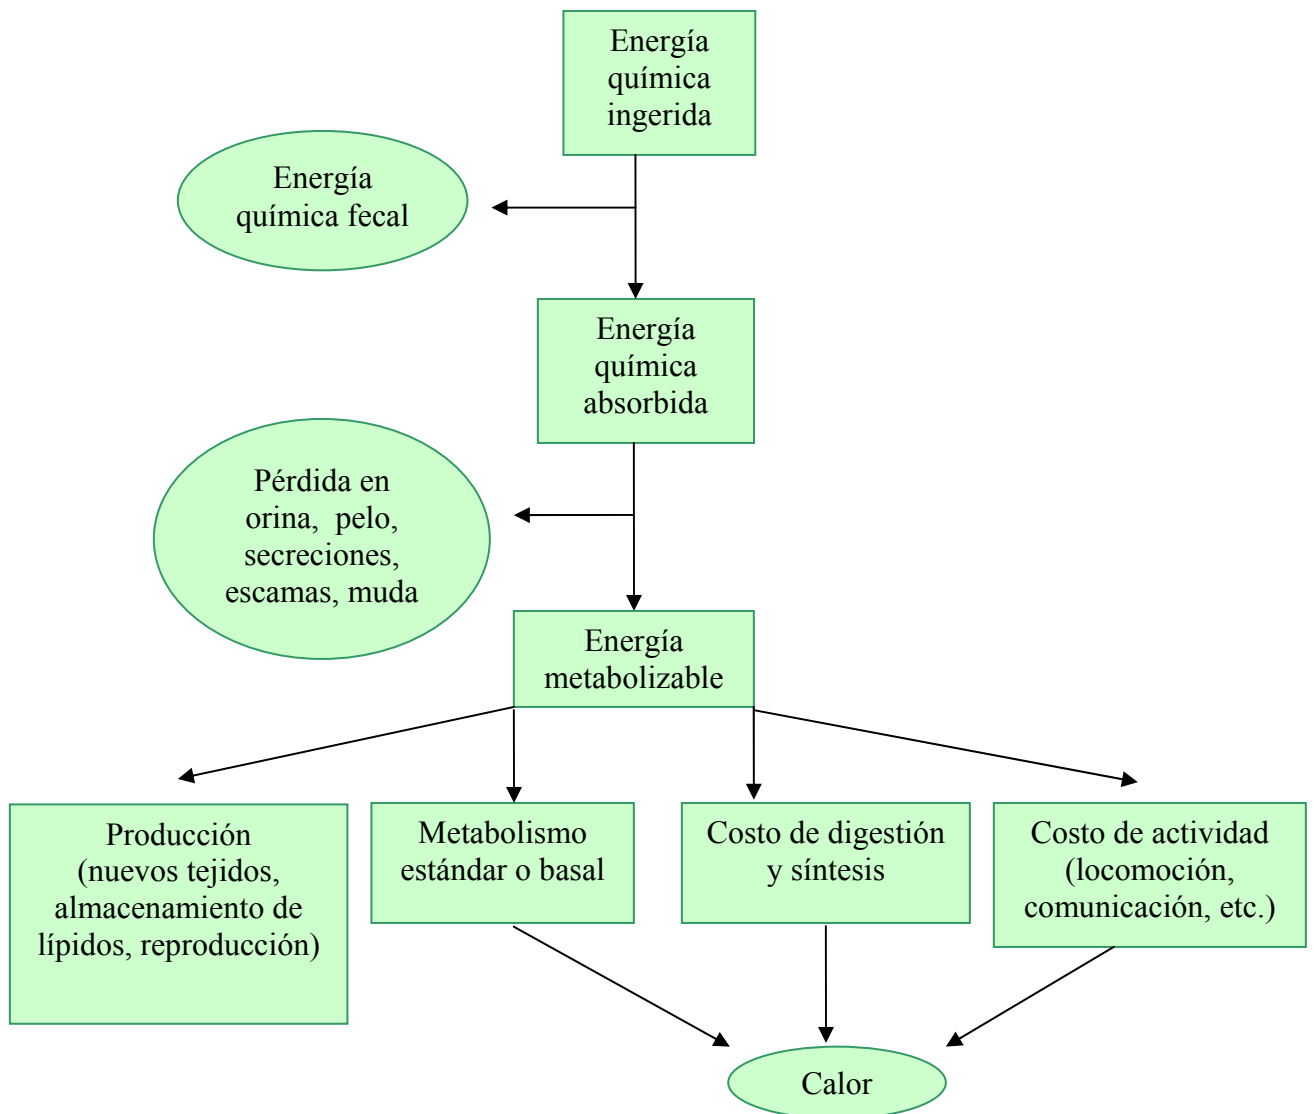 Energía
química
ingerida
Energía
química fecal
Energía
química
absorbida
Pérdida en
orina, pelo,
secreciones,
escamas, muda
Energía
metabolizable
Producción
(nuevos tejidos,
almacenamiento de
lípidos, reproducción)
Metabolismo
estándar o basal
Costo de digestión
y síntesis
Costo de actividad
(locomoción,
comunicación, etc.)
Calor